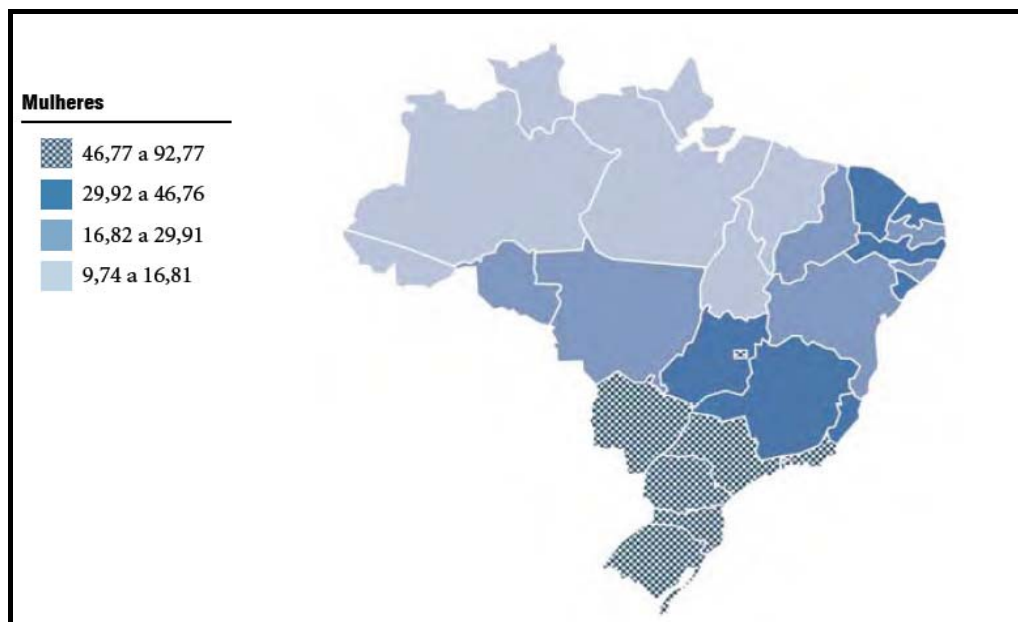 Mulheres
46,77 a 92,77
29,92 a 46,76
16,82 a 29,91
9,74 a 16,81